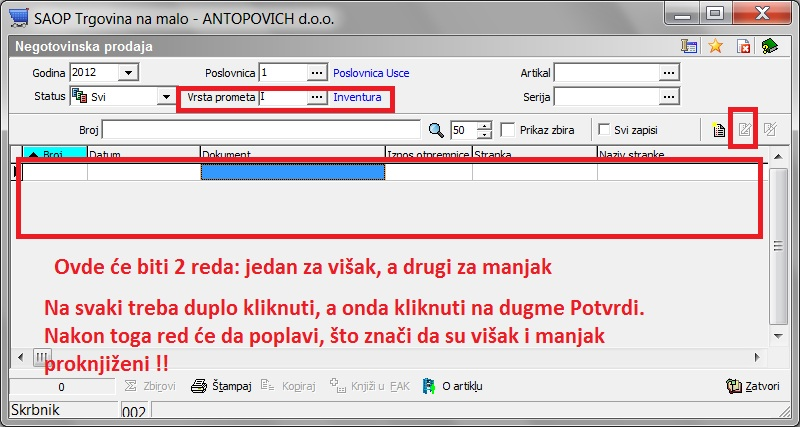 SAOP Trgovina na malo - ANTOPOVICH d.o.o.
Negotovinska prodaja
Godina 2012 Poslovnica 1 ... Poslovnica Usce Artikal ...
Status Svi Vrsta prometa I ... Inventura Serija ...
Broj 50 Prikaz zbira Svi zapisi
Broj Datum Dokument Iznos otpremnice Stranka Naziv stranke
Ovde će biti 2 reda: jedan za višak, a drugi za manjak
Na svaki treba duplo kliknuti, a onda kliknuti na dugme Potvrdi.
Nakon toga red će da poplavi, što znači da su višak i manjak
proknjiženi !!
0 Zbirovi Štampaj Kopiraj Knjiži u FAK O artiklu Zatvori
Skrbnik 002